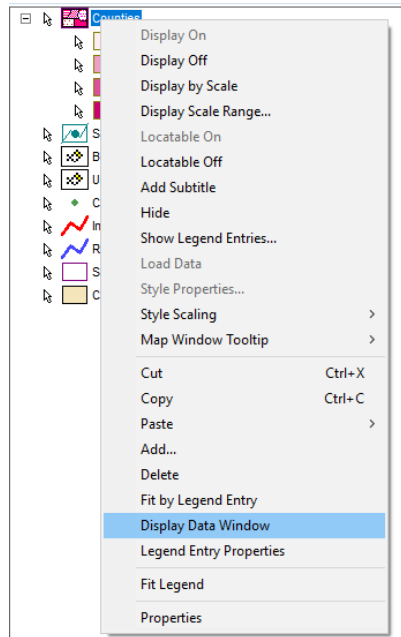 Counties
Display On
Display Off
Display by Scale
Display Scale Range...
Locatable On
Locatable Off
Add Subtitle
Hide
Show Legend Entries...
Load Data
Style Properties...
Style Scaling
Map Window Tooltip
Cut Ctrl+X
Copy Ctrl+C
Paste
Add...
Delete
Fit by Legend Entry
Display Data Window
Legend Entry Properties
Fit Legend
Properties
S
B
U
C
In
R
S
C